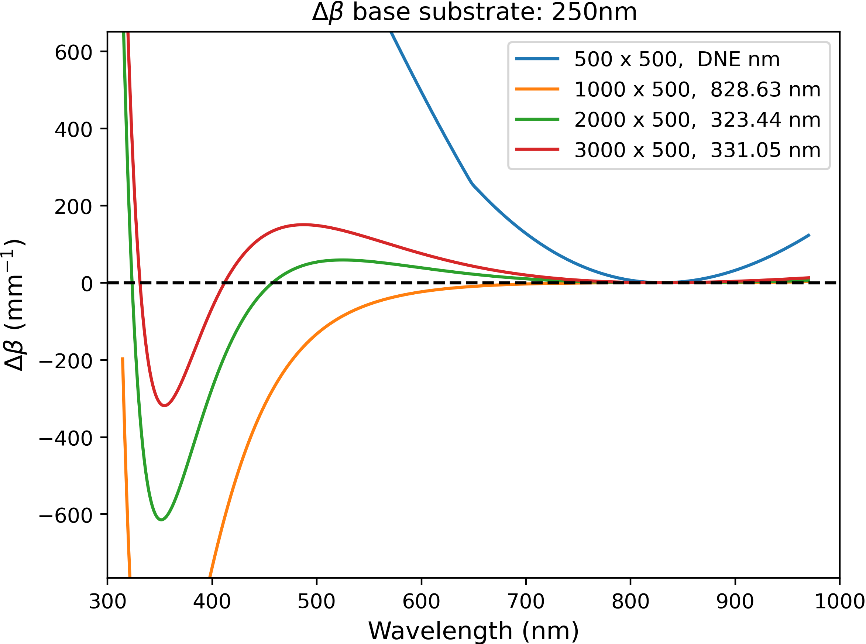 Δβ base substrate: 250nm
500 x 500, DNE nm
1000 x 500, 828.63 nm
2000 x 500, 323.44 nm
3000 x 500, 331.05 nm
Δβ (mm⁻¹)
600
400
200
0
−200
−400
−600
300 400 500 600 700 800 900 1000
Wavelength (nm)